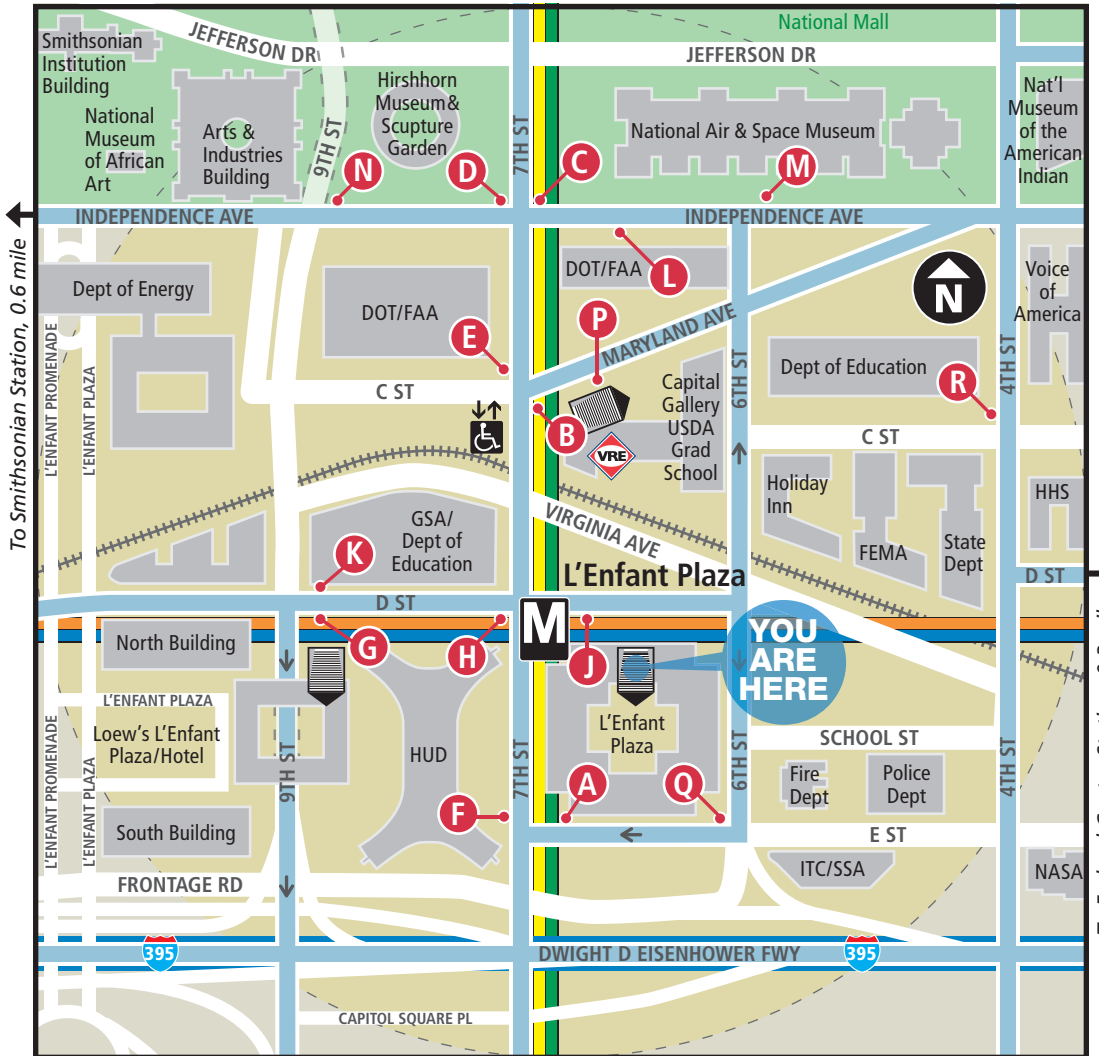 National Mall
JEFFERSON DR
JEFFERSON DR
Smithsonian
Institution
Building
National
Museum
of African
Art
Arts &
Industries
Building
9TH ST
Hirshhorn
Museum &
Scupture
Garden
7TH ST
National Air & Space Museum
Nat'l
Museum
of the
American
Indian
N
D
C
M
INDEPENDENCE AVE
INDEPENDENCE AVE
To Smithsonian Station, 0.6 mile
Dept of Energy
DOT/FAA
E
DOT/FAA
L
P
MARYLAND AVE
N
Voice
of
America
L'ENFANT PROMENADE
L'ENFANT PLAZA
C ST
B
VRE
Capital
Gallery
USDA
Grad
School
6TH ST
Dept of Education
R
4TH ST
C ST
Holiday
Inn
FEMA
State
Dept
HHS
VIRGINIA AVE
GSA/
Dept of
Education
K
L'Enfant Plaza
D ST
D ST
M
North Building
G
H
J
YOU
ARE
HERE
L'ENFANT PLAZA
Loew's L'Enfant
Plaza/Hotel
L'ENFANT PROMENADE
L'ENFANT PLAZA
9TH ST
HUD
7TH ST
L'Enfant
Plaza
6TH ST
SCHOOL ST
4TH ST
Fire
Dept
Police
Dept
South Building
F
A
Q
E ST
ITC/SSA
NASA
FRONTAGE RD
395
DWIGHT D EISENHOWER FWY
395
CAPITOL SQUARE PL